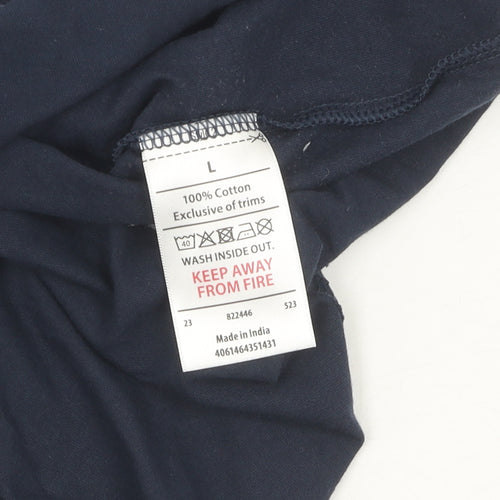 L
100% Cotton
Exclusive of trims
40
WASH INSIDE OUT.
KEEP AWAY
FROM FIRE
23 822446 523
Made in India
4061464351431